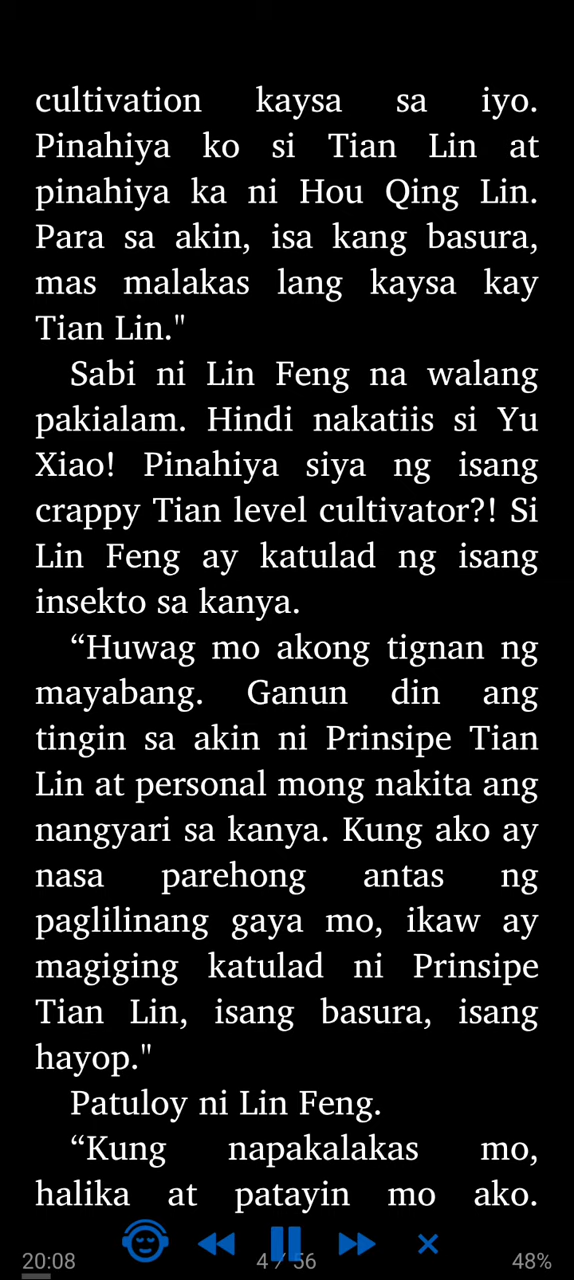 cultivation kaysa sa iyo.
Pinahiya ko si Tian Lin at
pinahiya ka ni Hou Qing Lin.
Para sa akin, isa kang basura,
mas malakas lang kaysa kay
Tian Lin."
Sabi ni Lin Feng na walang
pakialam. Hindi nakatiis si Yu
Xiao! Pinahiya siya ng isang
crappy Tian level cultivator?! Si
Lin Feng ay katulad ng isang
insekto sa kanya.
“Huwag mo akong tignan ng
mayabang. Ganun din ang
tingin sa akin ni Prinsipe Tian
Lin at personal mong nakita ang
nangyari sa kanya. Kung ako ay
nasa parehong antas ng
paglilinang gaya mo, ikaw ay
magiging katulad ni Prinsipe
Tian Lin, isang basura, isang
hayop."
Patuloy ni Lin Feng.
“Kung napakalakas mo,
halika at patayin mo ako.
20:08 4 / 56 48%